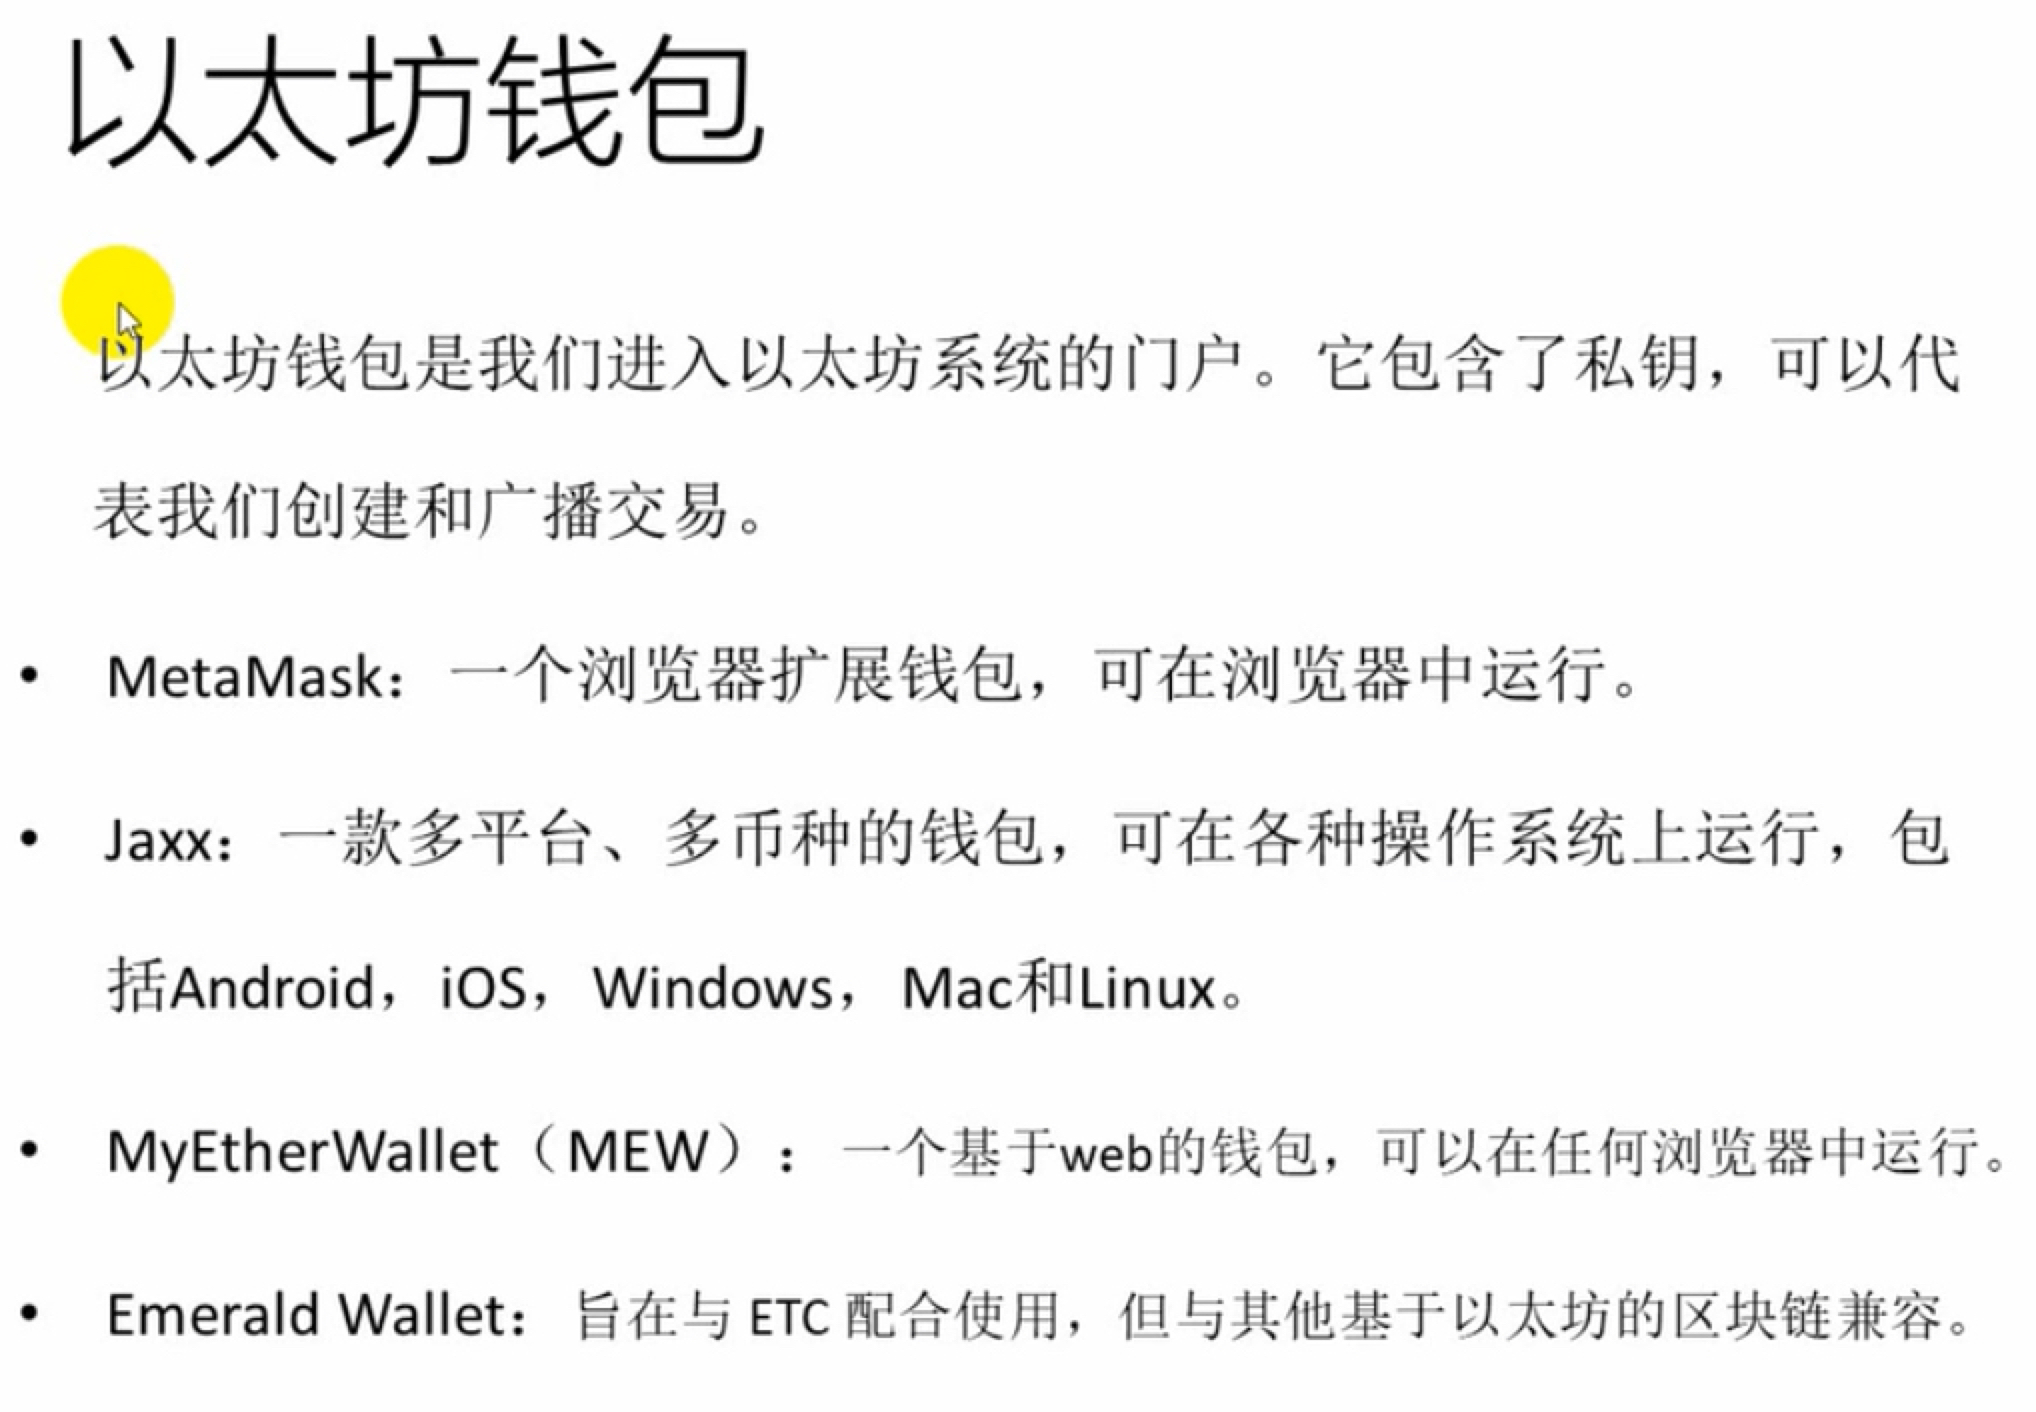 以太坊钱包
以太坊钱包是我们进入以太坊系统的门户。它包含了私钥，可以代
表我们创建和广播交易。
• MetaMask：一个浏览器扩展钱包，可在浏览器中运行。
• Jaxx：一款多平台、多币种的钱包，可在各种操作系统上运行，包
括Android，iOS，Windows，Mac和Linux。
• MyEtherWallet（MEW）：一个基于web的钱包，可以在任何浏览器中运行。
• Emerald Wallet：旨在与 ETC 配合使用，但与其他基于以太坊的区块链兼容。